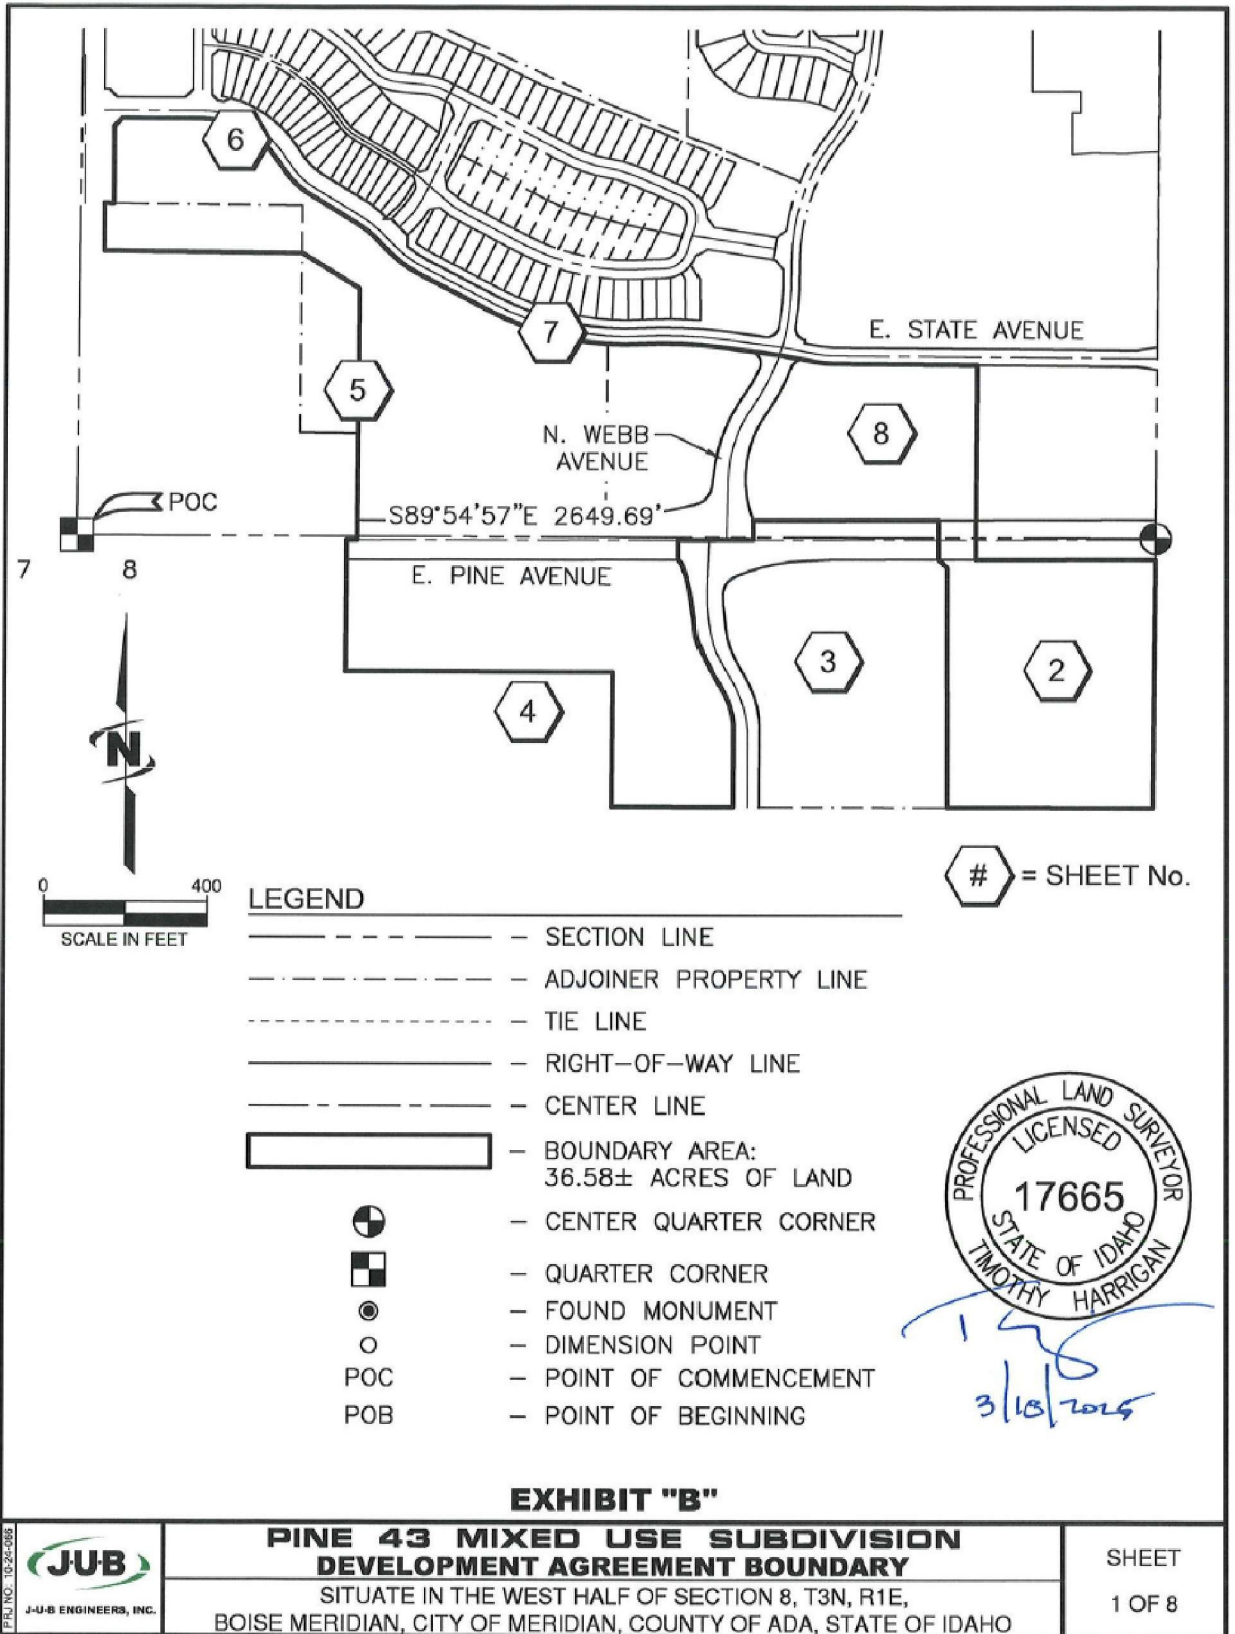 6
7
E. STATE AVENUE
5
8
N. WEBB
AVENUE
POC
S89°54'57"E 2649.69'
7
8
E. PINE AVENUE
3
2
4
N
0 400
SCALE IN FEET
# = SHEET No.
LEGEND
– SECTION LINE
– ADJOINER PROPERTY LINE
– TIE LINE
– RIGHT–OF–WAY LINE
– CENTER LINE
– BOUNDARY AREA:
36.58± ACRES OF LAND
– CENTER QUARTER CORNER
– QUARTER CORNER
– FOUND MONUMENT
– DIMENSION POINT
POC – POINT OF COMMENCEMENT
POB – POINT OF BEGINNING
PROFESSIONAL LAND SURVEYOR
LICENSED
17665
STATE OF IDAHO
TIMOTHY HARRIGAN
3/18/2025
EXHIBIT "B"
PRJ NO: 10-24-066
J·U·B
J-U-B ENGINEERS, INC.
PINE 43 MIXED USE SUBDIVISION
DEVELOPMENT AGREEMENT BOUNDARY
SITUATE IN THE WEST HALF OF SECTION 8, T3N, R1E,
BOISE MERIDIAN, CITY OF MERIDIAN, COUNTY OF ADA, STATE OF IDAHO
SHEET
1 OF 8